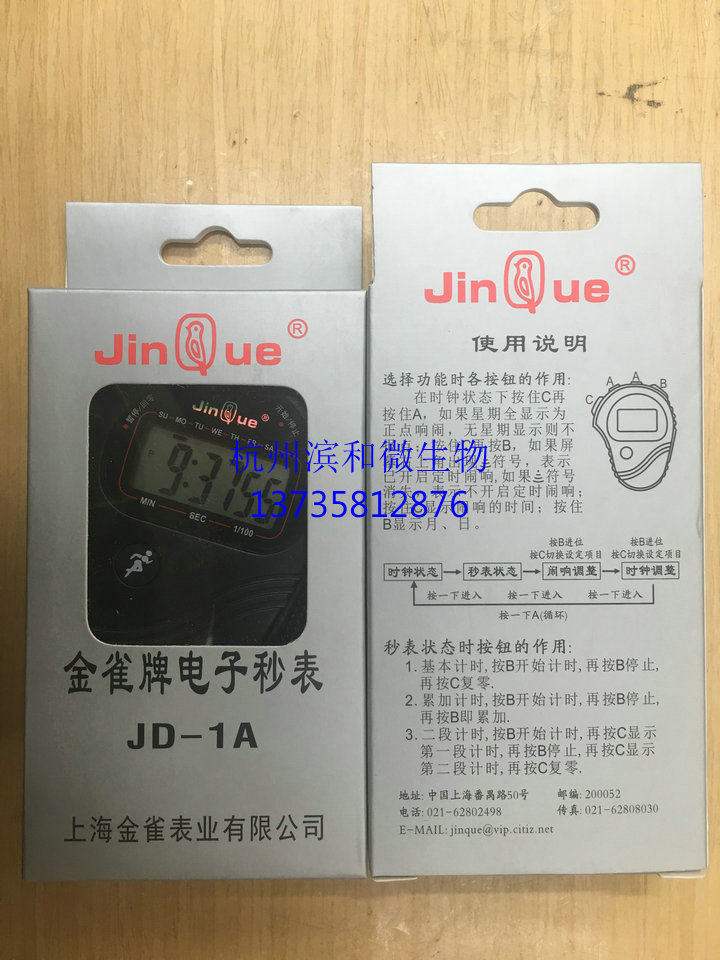 JinQue®
暂停/回零
JinQue®
开始/停止
SU-MO-TU-WE-TH-FR-SA
9:3755
MIN
SEC
1/100
金雀牌电子秒表
JD-1A
上海金雀表业有限公司
杭州滨和微生物
13735812876
JinQue®
使用说明
选择功能时各按钮的作用:
在时钟状态下按住C再
按住A,如果星期全显示为
正点响闹,无星期显示则不
按住 再按B,如果屏
符号,表示
已开启定时闹响,如果 符号
消失,表示不开启定时闹响;
按住 显示闹响的时间;按住
B显示月、日。
A
A
B
C
按B进位
按C切换设定项目
按B进位
按C切换设定项目
时钟状态
秒表状态
闹响调整
时钟调整
按一下进入
按一下进入
按一下进入
按一下A(循环)
秒表状态时按钮的作用:
1. 基本计时,按B开始计时,再按B停止,
再按C复零.
2. 累加计时,按B开始计时,再按B停止,
再按B即累加.
3. 二段计时,按B开始计时,再按C显示
第一段计时,再按B停止,再按C显示
第二段计时,再按C复零.
地址: 中国上海番禺路50号 邮编: 200052
电话: 021-62802498 传真: 021-62808030
E-MAIL: jinque@vip.citiz.net